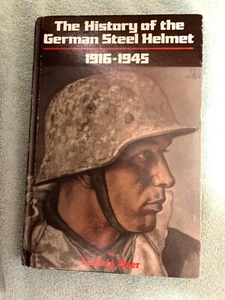 The History of the
German Steel Helmet
1916-1945